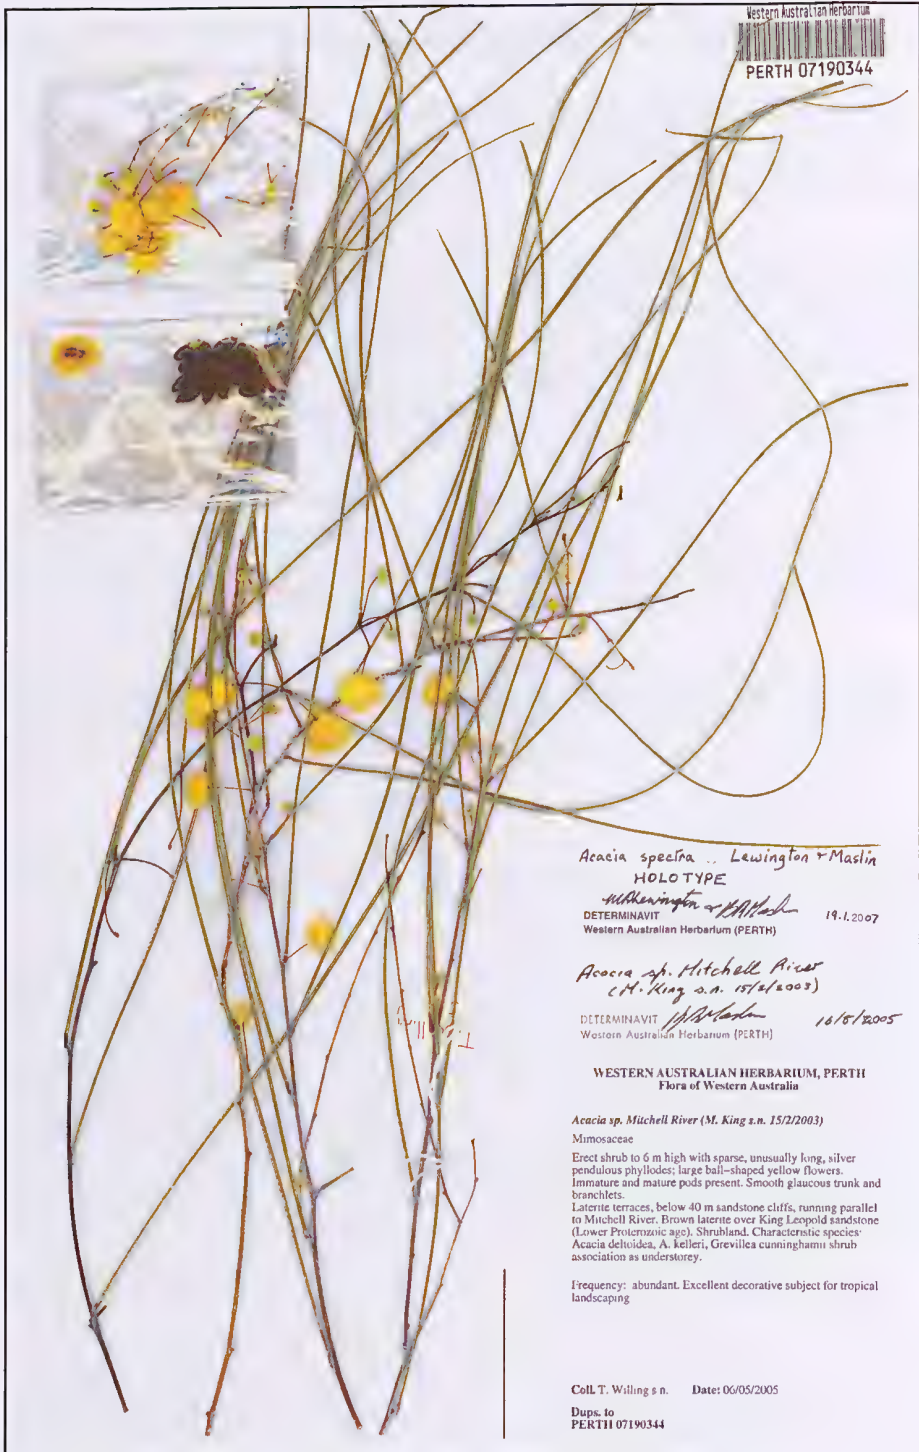 Western Australian Herbarium
PERTH 07190344
Acacia spectra Lewington + Maslin
HOLOTYPE
DETERMINAVIT 19.1.2007
Western Australian Herbarium (PERTH)
Acacia sp. Mitchell River
(M. King s.n. 15/2/2003)
DETERMINAVIT 16/5/2005
Western Australian Herbarium (PERTH)
WESTERN AUSTRALIAN HERBARIUM, PERTH
Flora of Western Australia
Acacia sp. Mitchell River (M. King s.n. 15/2/2003)
Mimosaceae
Erect shrub to 6 m high with sparse, unusually long, silver
pendulous phyllodes; large ball-shaped yellow flowers.
Immature and mature pods present. Smooth glaucous trunk and
branchlets.
Laterite terraces, below 40 m sandstone cliffs, running parallel
to Mitchell River. Brown laterite over King Leopold sandstone
(Lower Proterozoic age). Shrubland. Characteristic species:
Acacia deltoidea, A. kelleri, Grevillea cunninghamii shrub
association as understorey.
Frequency: abundant. Excellent decorative subject for tropical
landscaping
Coll. T. Willing s n. Date: 06/05/2005
Dups. to
PERTH 07190344